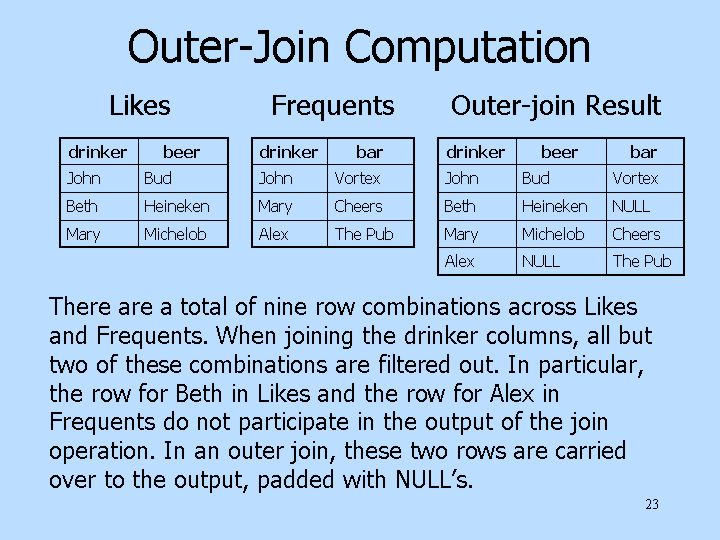 Outer-Join Computation
Likes Frequents Outer-join Result
drinker beer drinker bar drinker beer bar
John Bud John Vortex John Bud Vortex
Beth Heineken Mary Cheers Beth Heineken NULL
Mary Michelob Alex The Pub Mary Michelob Cheers
Alex NULL The Pub
There are a total of nine row combinations across Likes
and Frequents. When joining the drinker columns, all but
two of these combinations are filtered out. In particular,
the row for Beth in Likes and the row for Alex in
Frequents do not participate in the output of the join
operation. In an outer join, these two rows are carried
over to the output, padded with NULL’s.
23